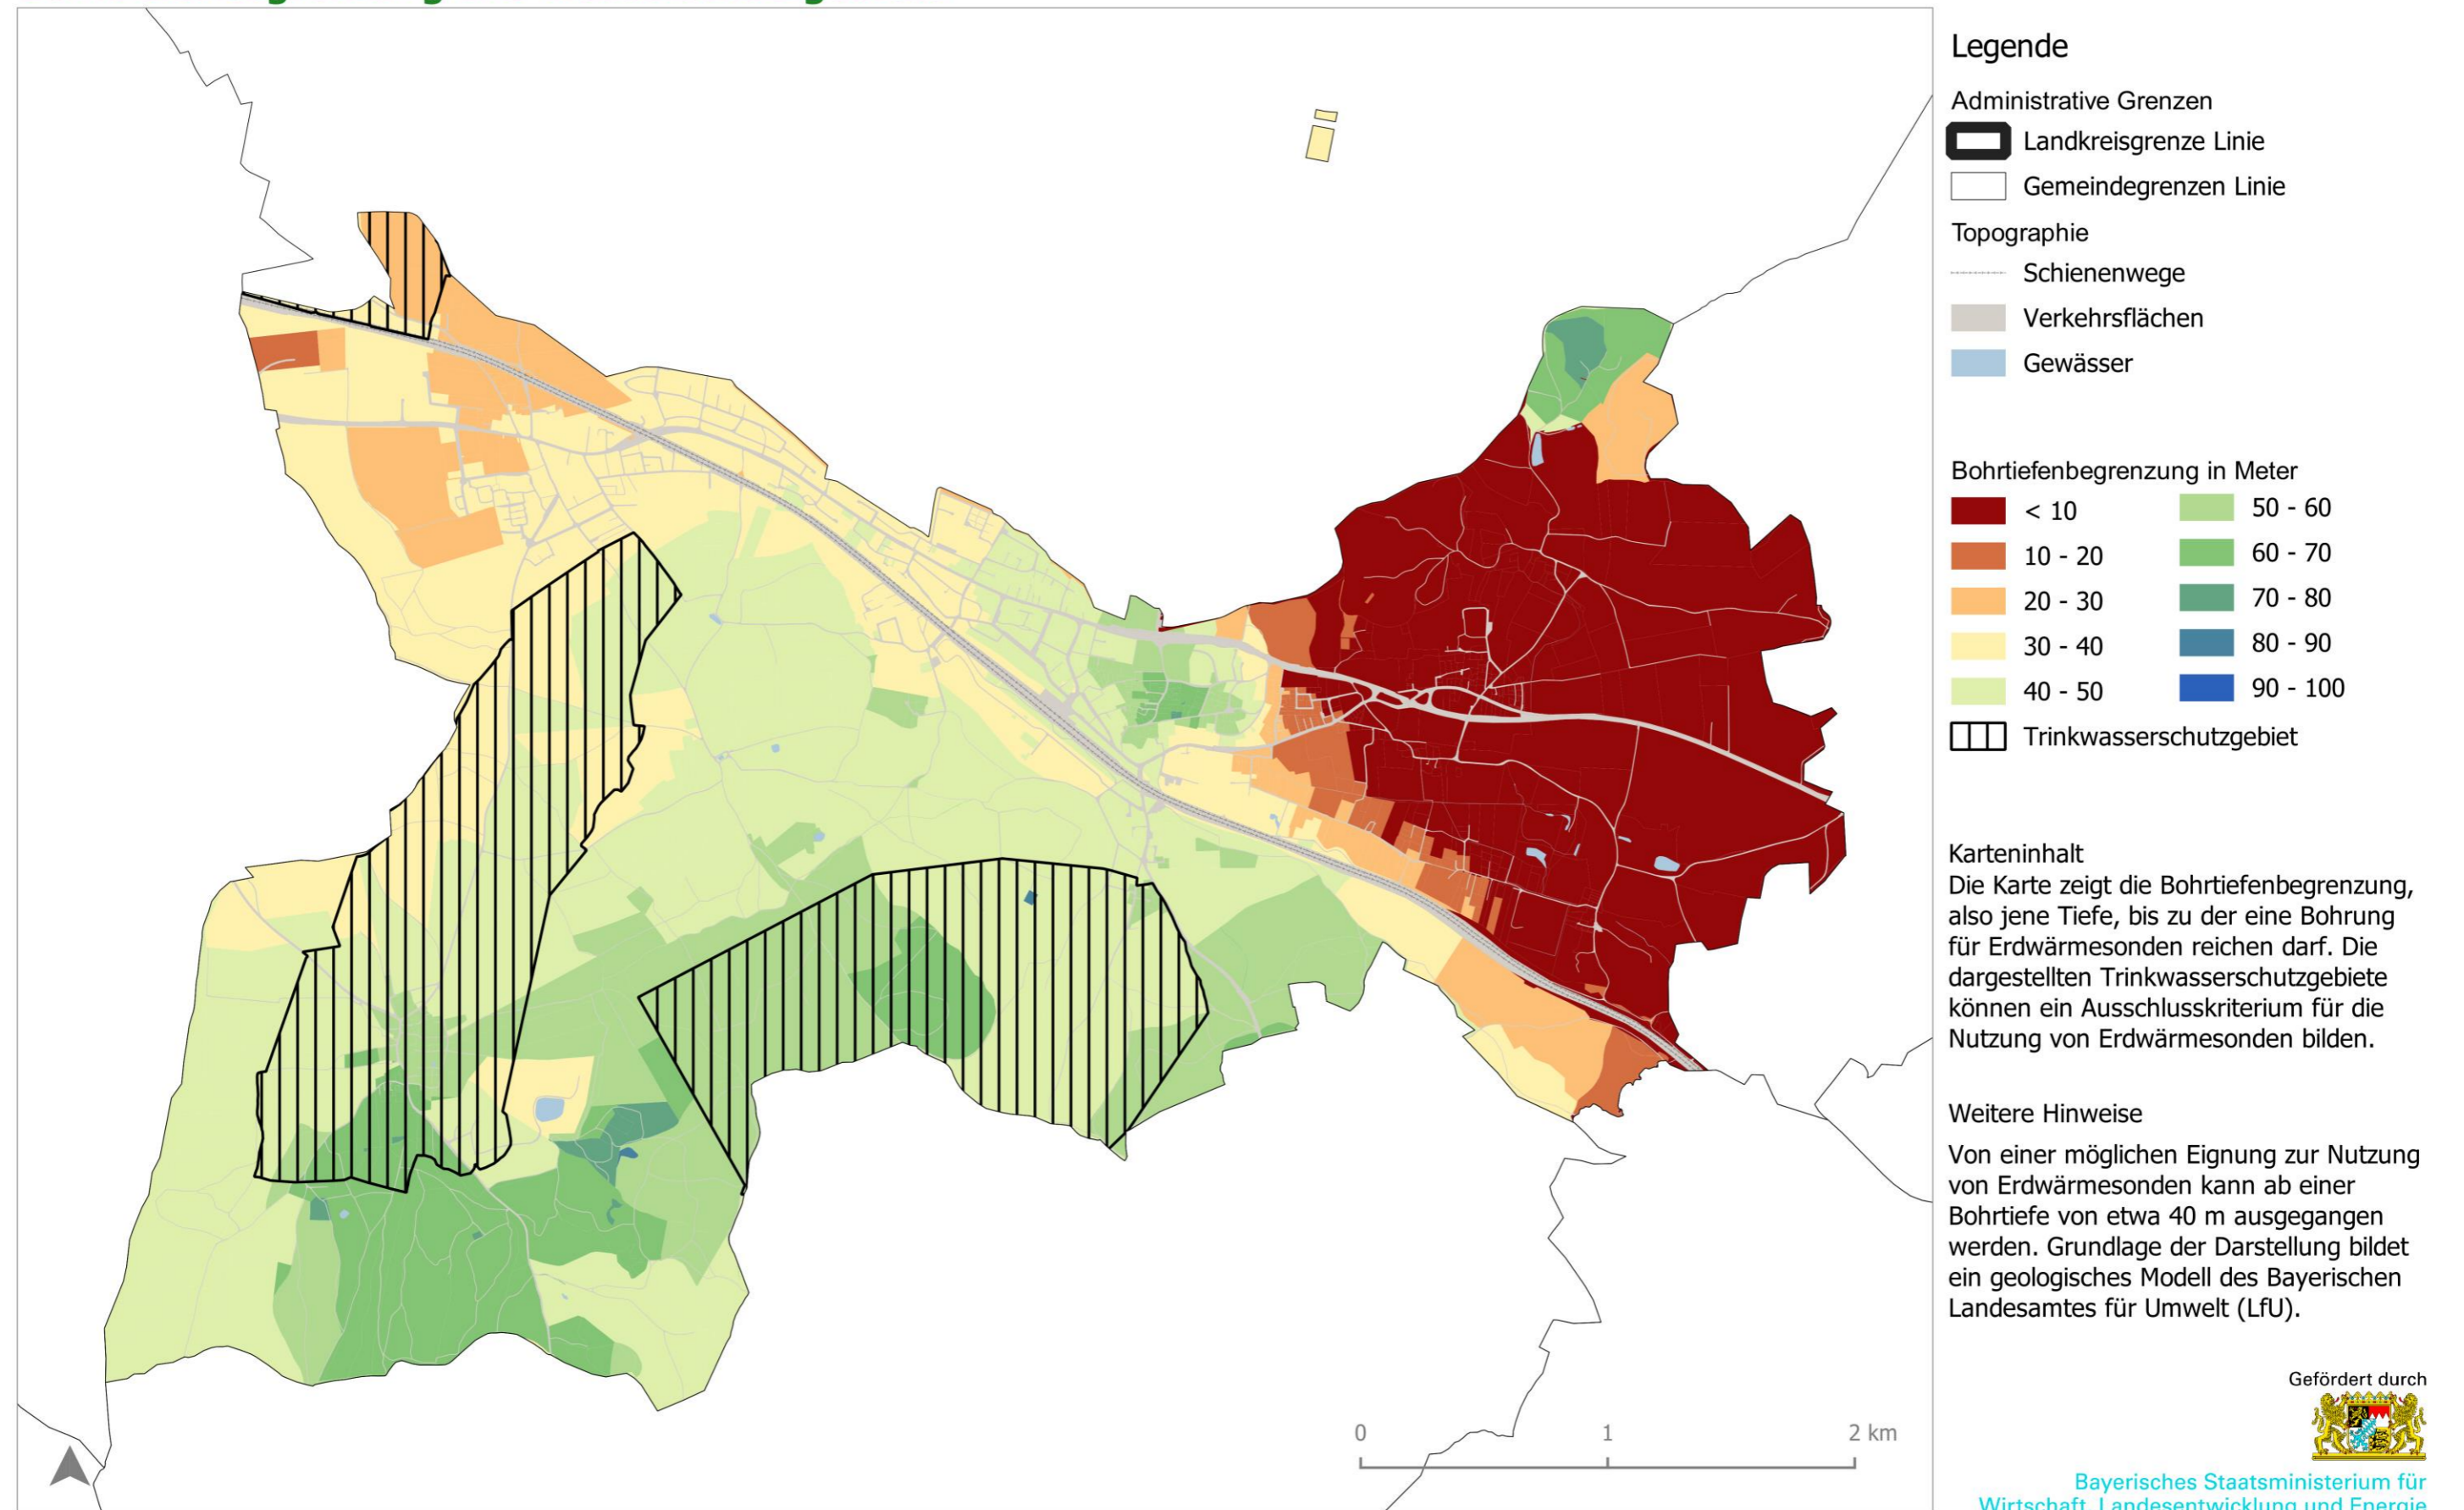 Legende
Administrative Grenzen
Landkreisgrenze Linie
Gemeindegrenzen Linie
Topographie
Schienenwege
Verkehrsflächen
Gewässer
Bohrtiefenbegrenzung in Meter
< 10
10 - 20
20 - 30
30 - 40
40 - 50
50 - 60
60 - 70
70 - 80
80 - 90
90 - 100
Trinkwasserschutzgebiet
Karteninhalt
Die Karte zeigt die Bohrtiefenbegrenzung,
also jene Tiefe, bis zu der eine Bohrung
für Erdwärmesonden reichen darf. Die
dargestellten Trinkwasserschutzgebiete
können ein Ausschlusskriterium für die
Nutzung von Erdwärmesonden bilden.
Weitere Hinweise
Von einer möglichen Eignung zur Nutzung
von Erdwärmesonden kann ab einer
Bohrtiefe von etwa 40 m ausgegangen
werden. Grundlage der Darstellung bildet
ein geologisches Modell des Bayerischen
Landesamtes für Umwelt (LfU).
0 1 2 km
Gefördert durch
Bayerisches Staatsministerium für
Wirtschaft, Landesentwicklung und Energie